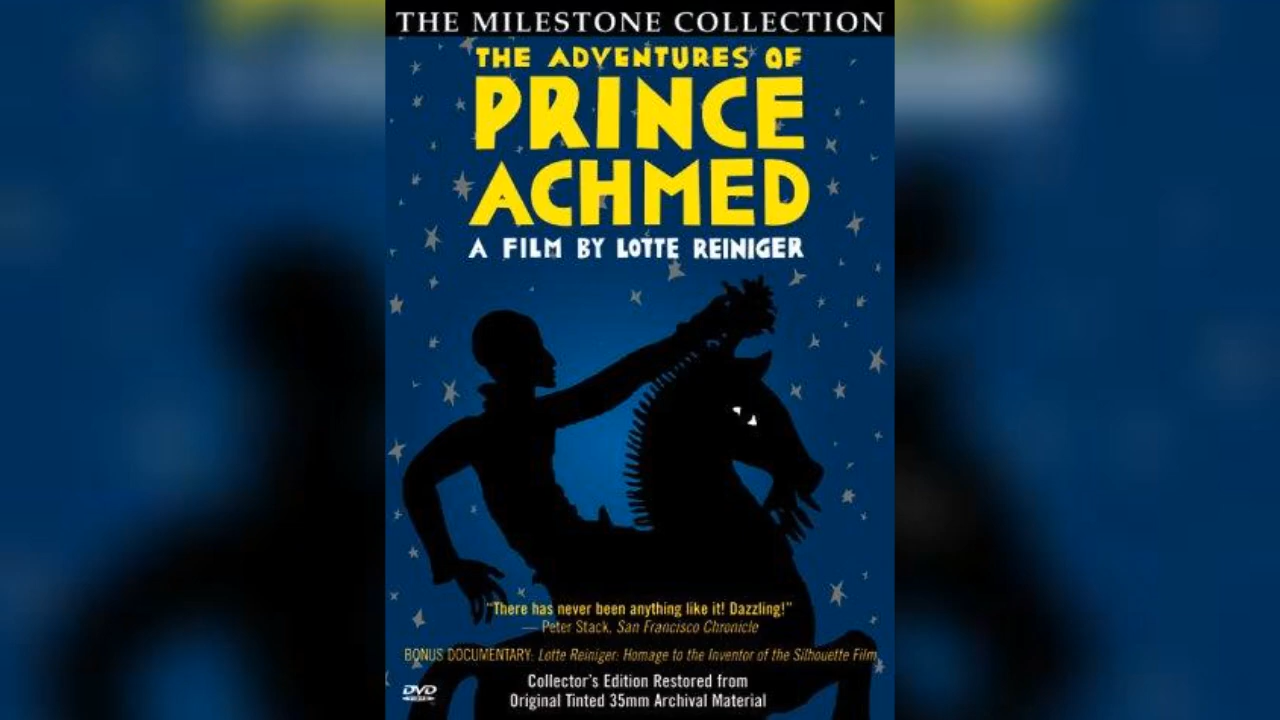 THE MILESTONE COLLECTION
THE ADVENTURES OF
PRINCE
ACHMED
A FILM BY LOTTE REINIGER
"There has never been anything like it! Dazzling!"
— Peter Stack, San Francisco Chronicle
BONUS DOCUMENTARY: Lotte Reiniger: Homage to the Inventor of the Silhouette Film
Collector's Edition Restored from
Original Tinted 35mm Archival Material
DVD